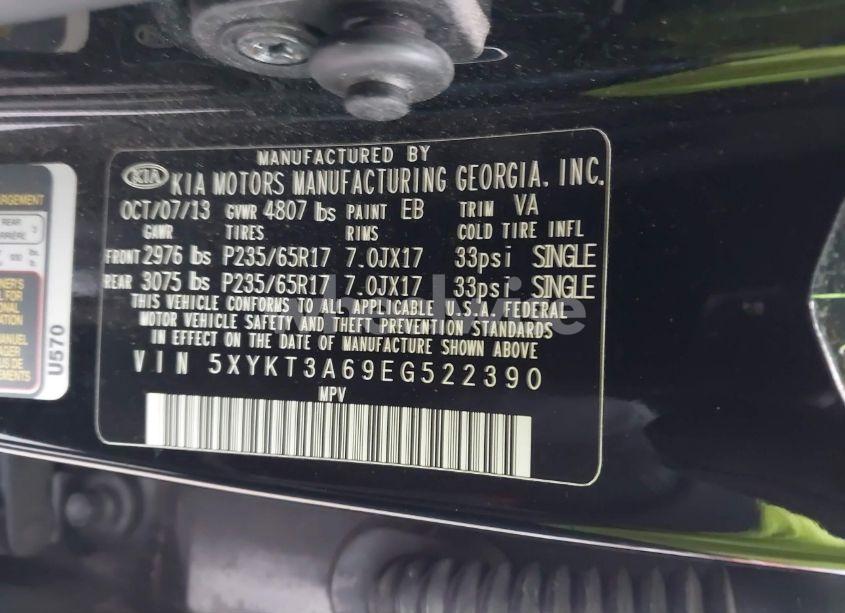 MANUFACTURED BY
KIA KIA MOTORS MANUFACTURING GEORGIA, INC.
OCT/07/13 GVWR 4807 lbs PAINT EB TRIM VA
GAWR TIRES RIMS COLD TIRE INFL
FRONT 2976 lbs P235/65R17 7.0JX17 33psi SINGLE
REAR 3075 lbs P235/65R17 7.0JX17 33psi SINGLE
THIS VEHICLE CONFORMS TO ALL APPLICABLE U.S.A. FEDERAL
MOTOR VEHICLE SAFETY AND THEFT PREVENTION STANDARDS
IN EFFECT ON THE DATE OF MANUFACTURE SHOWN ABOVE
VIN 5XYKT3A69EG522390
MPV
REAR
U570